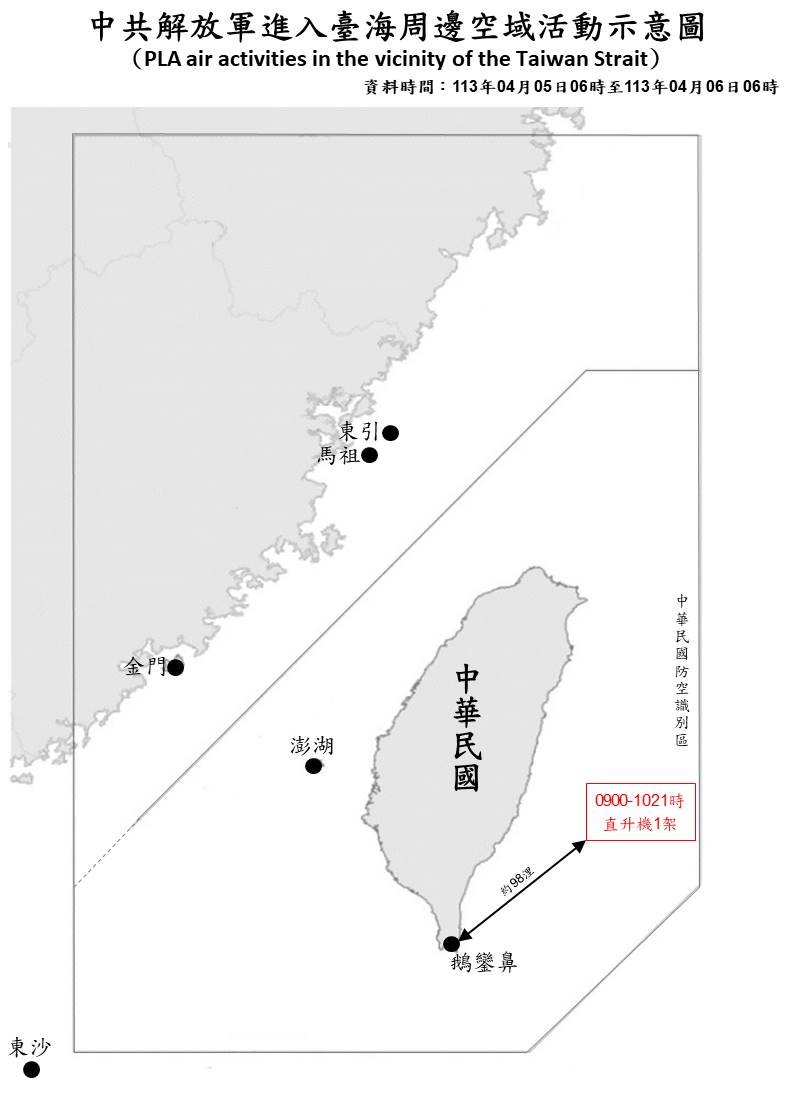 中共解放軍進入臺海周邊空域活動示意圖
（PLA air activities in the vicinity of the Taiwan Strait）
資料時間：113年04月05日06時至113年04月06日06時
東引
馬祖
中華民國防空識別區
金門
中華民國
澎湖
0900-1021時
直升機1架
約98浬
鵝鑾鼻
東沙